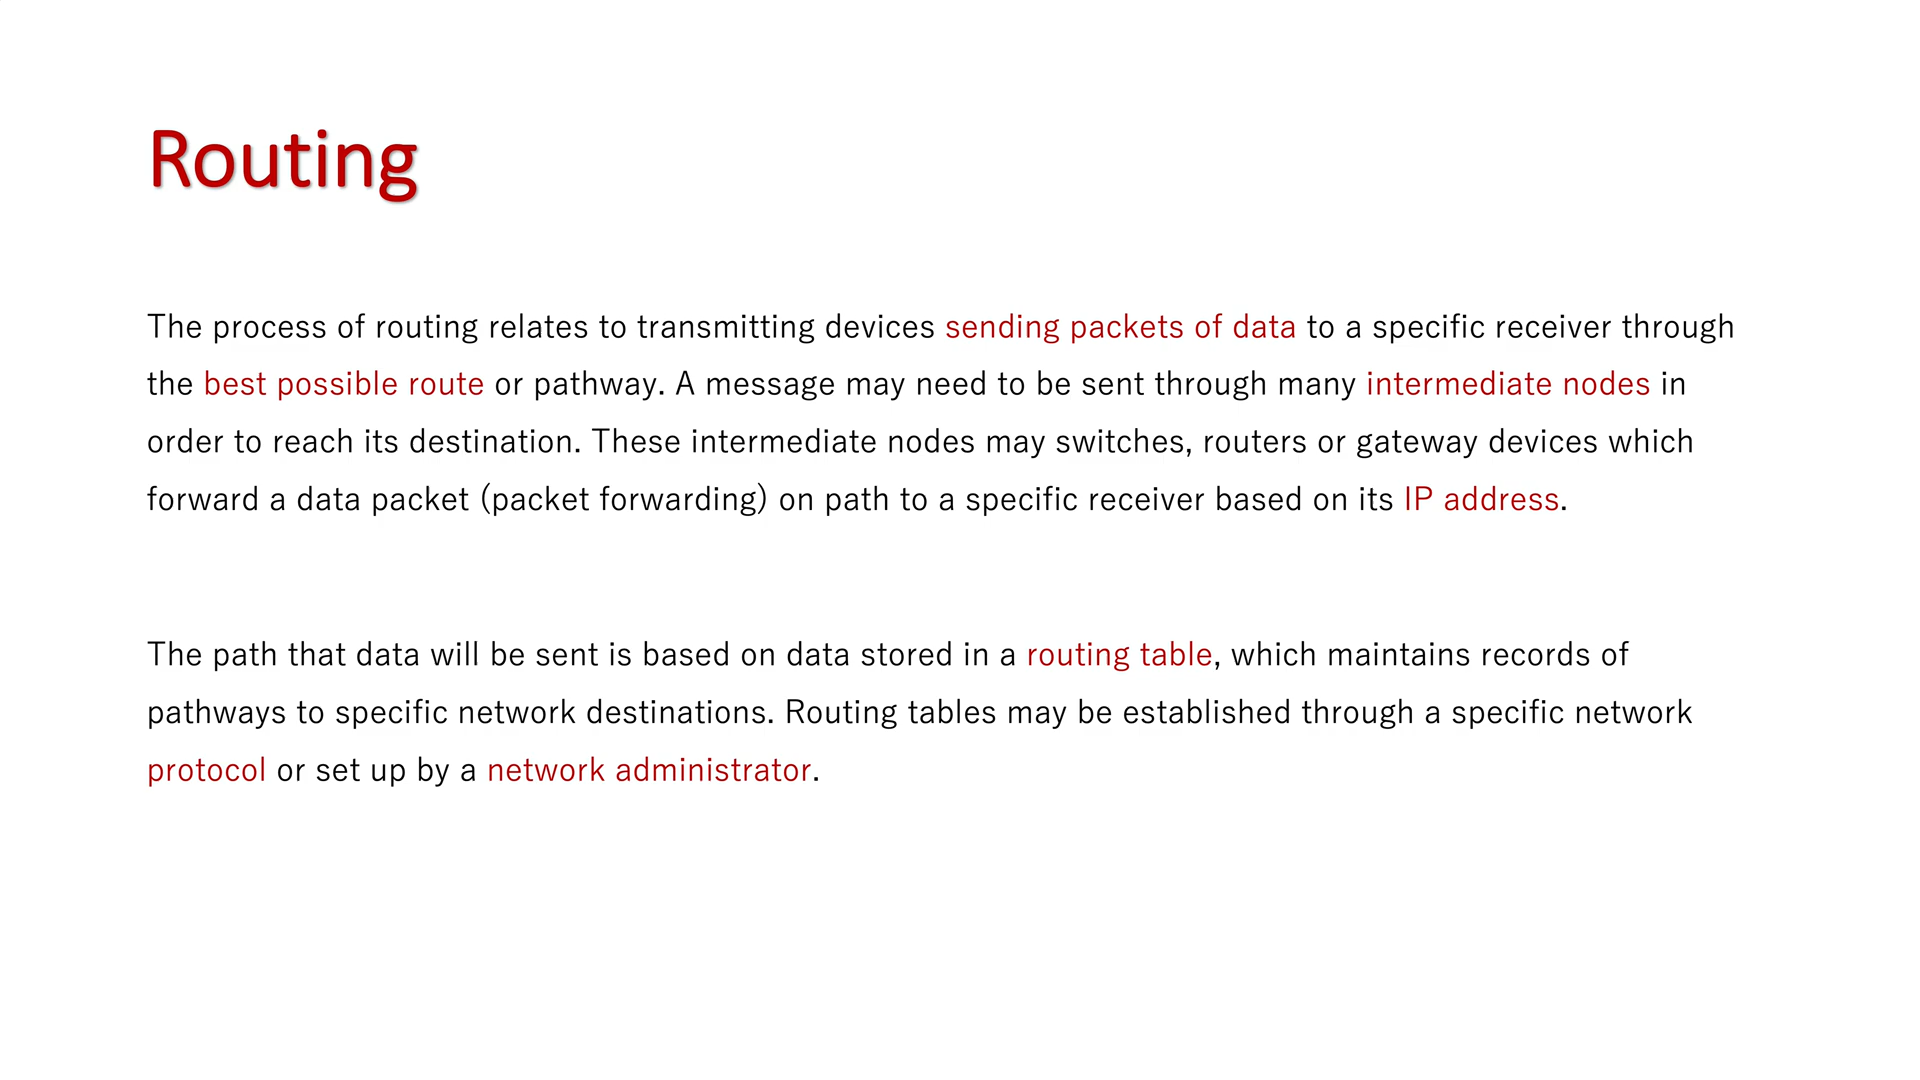 Routing
The process of routing relates to transmitting devices sending packets of data to a specific receiver through
the best possible route or pathway. A message may need to be sent through many intermediate nodes in
order to reach its destination. These intermediate nodes may switches, routers or gateway devices which
forward a data packet (packet forwarding) on path to a specific receiver based on its IP address.
The path that data will be sent is based on data stored in a routing table, which maintains records of
pathways to specific network destinations. Routing tables may be established through a specific network
protocol or set up by a network administrator.